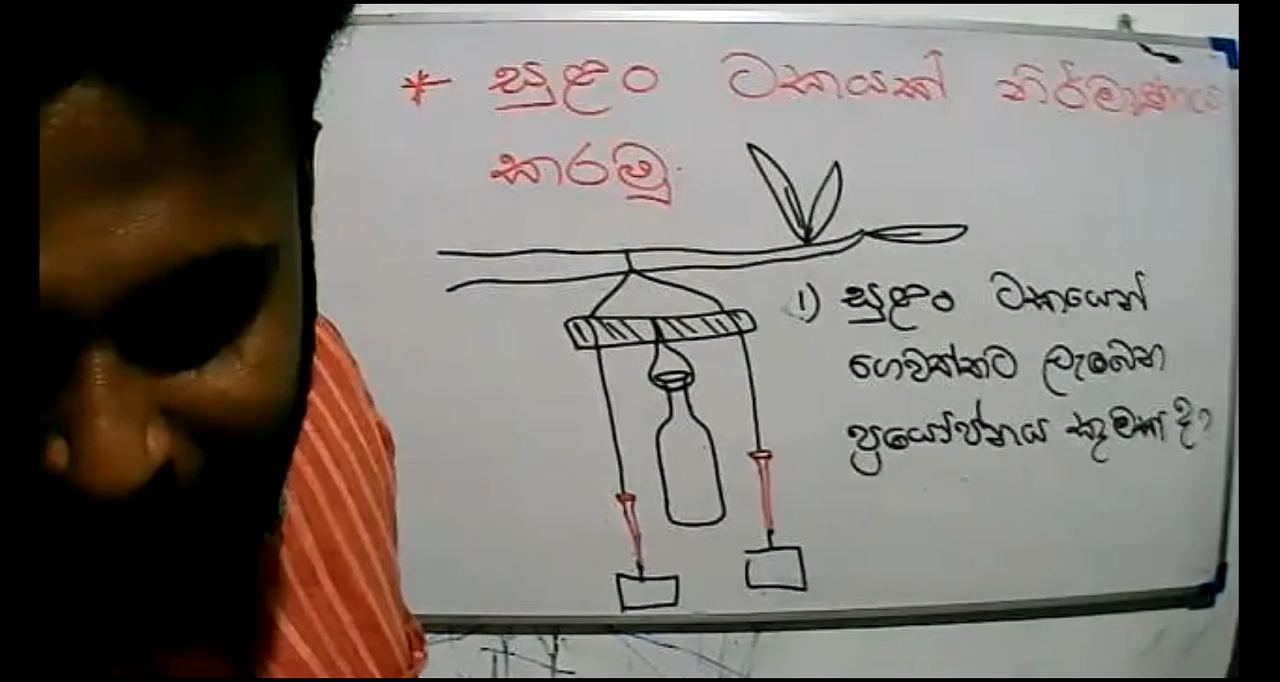 * සුළං ටකයක් නිර්මාණය
කරමු.
1) සුළං ටකයෙන්
ගෙවත්තට ලැබෙන
ප්‍රයෝජනය කුමක් ද?